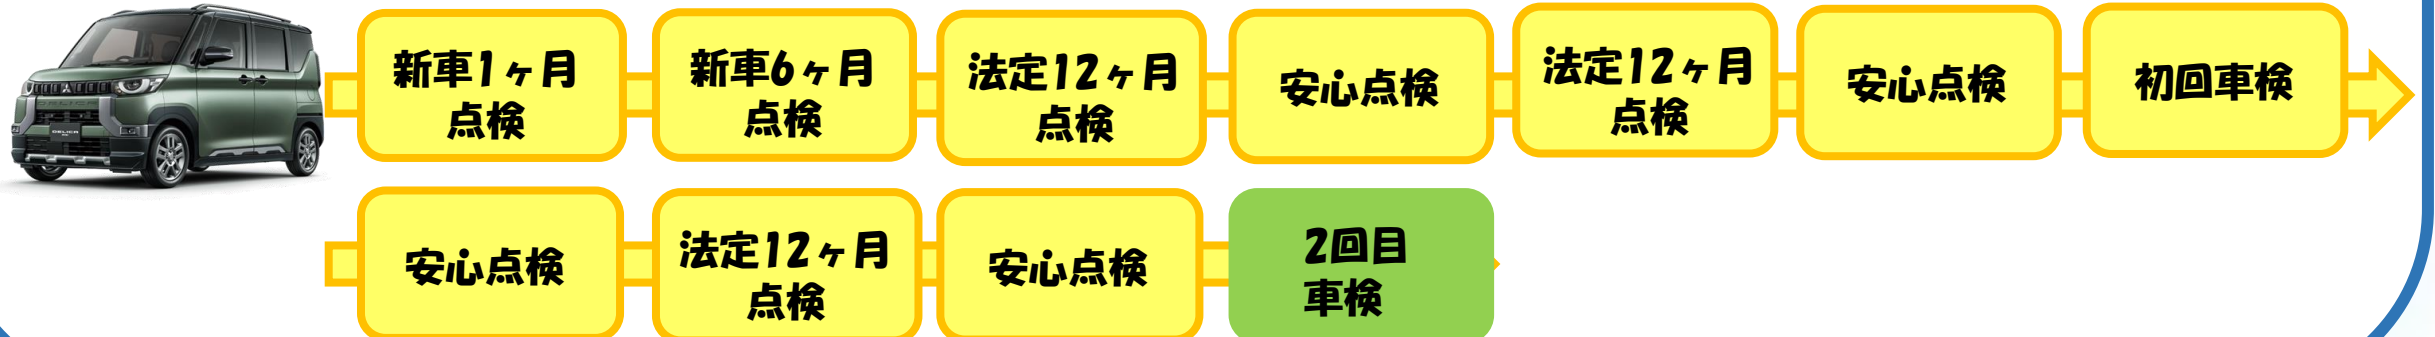 新車1ヶ月
点検
新車6ヶ月
点検
法定12ヶ月
点検
安心点検
法定12ヶ月
点検
安心点検
初回車検
DELICA
DELICA
安心点検
法定12ヶ月
点検
安心点検
2回目
車検